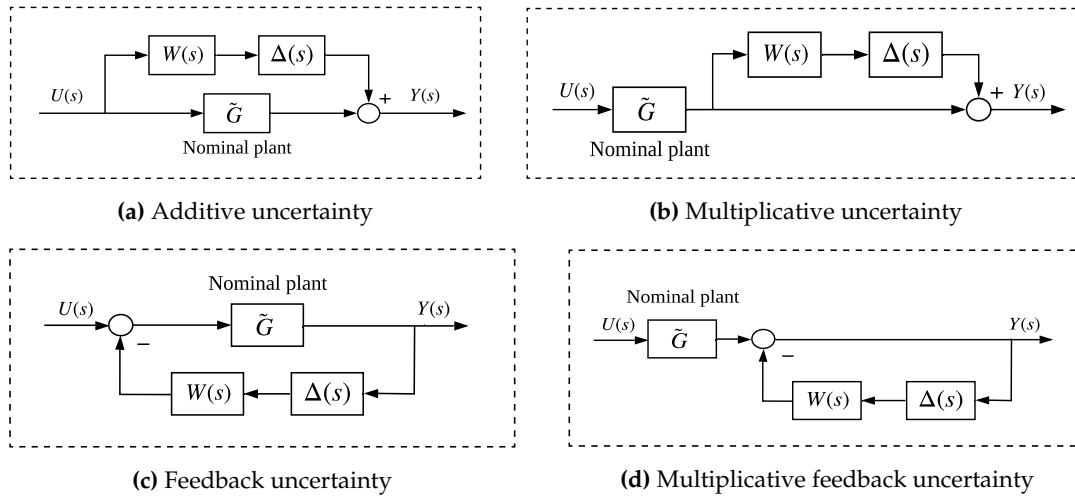 W(s) Δ(s)
U(s) + Y(s)
G̃
Nominal plant
(a) Additive uncertainty
W(s) Δ(s)
U(s) + Y(s)
G̃
Nominal plant
(b) Multiplicative uncertainty
Nominal plant
U(s) Y(s)
G̃
−
W(s) Δ(s)
(c) Feedback uncertainty
Nominal plant
U(s) Y(s)
G̃
−
W(s) Δ(s)
(d) Multiplicative feedback uncertainty